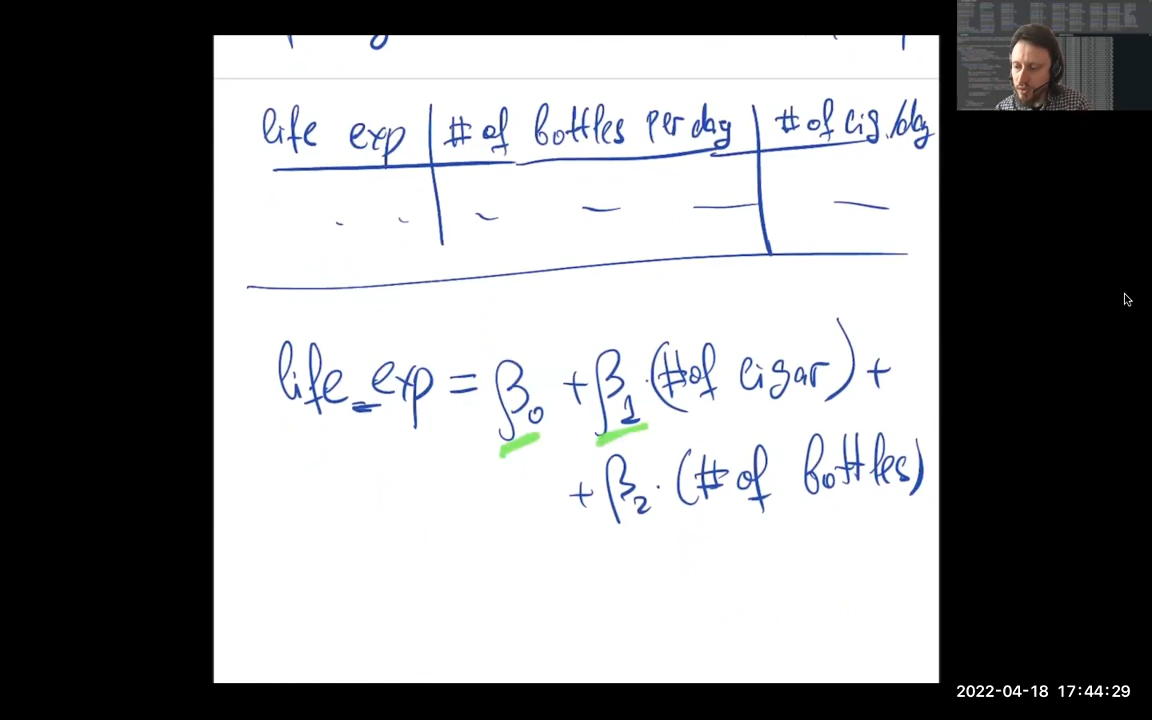 life exp | # of bottles per day | # of cig./day
life_exp = β₀ + β₁·(# of cigar) +
+ β₂·(# of bottles)
2022-04-18 17:44:29